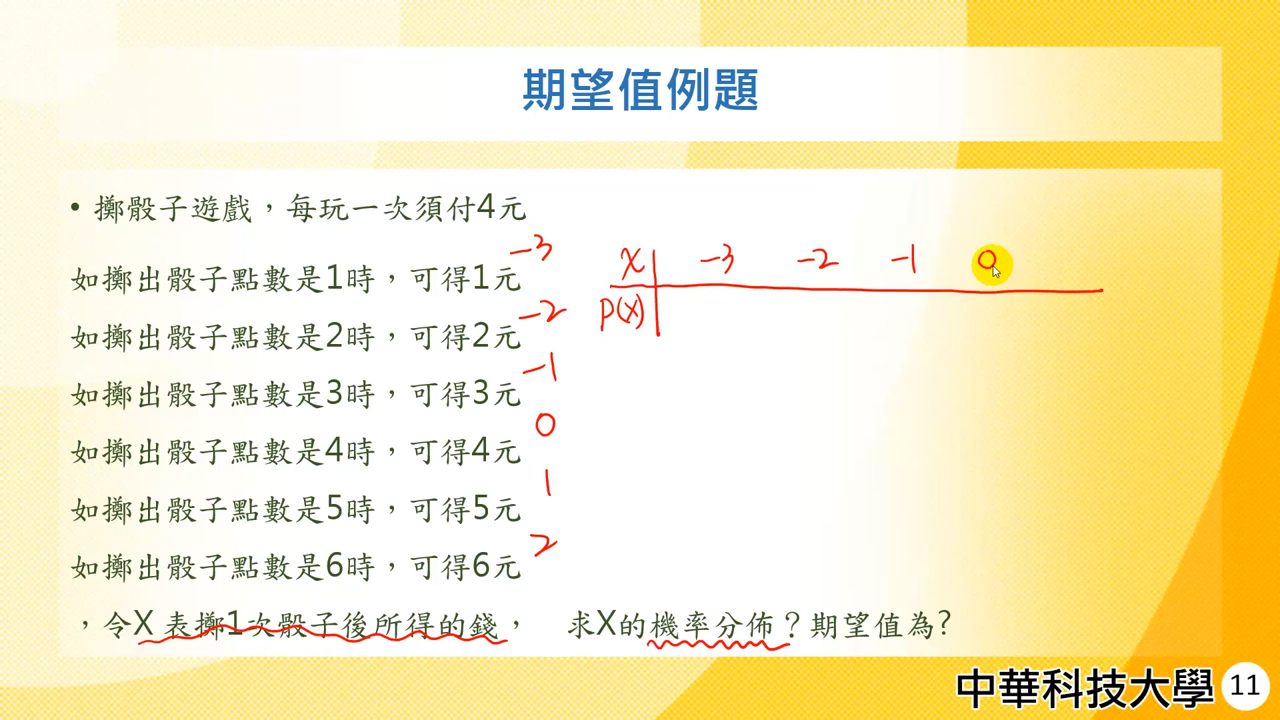 期望值例題
• 擲骰子遊戲，每玩一次須付4元
-3
如擲出骰子點數是1時，可得1元
-2
如擲出骰子點數是2時，可得2元
-1
如擲出骰子點數是3時，可得3元
0
如擲出骰子點數是4時，可得4元
1
如擲出骰子點數是5時，可得5元
2
如擲出骰子點數是6時，可得6元
，令X 表擲1次骰子後所得的錢， 求X的機率分佈？期望值為?
X -3 -2 -1 0
P(X)
中華科技大學 11